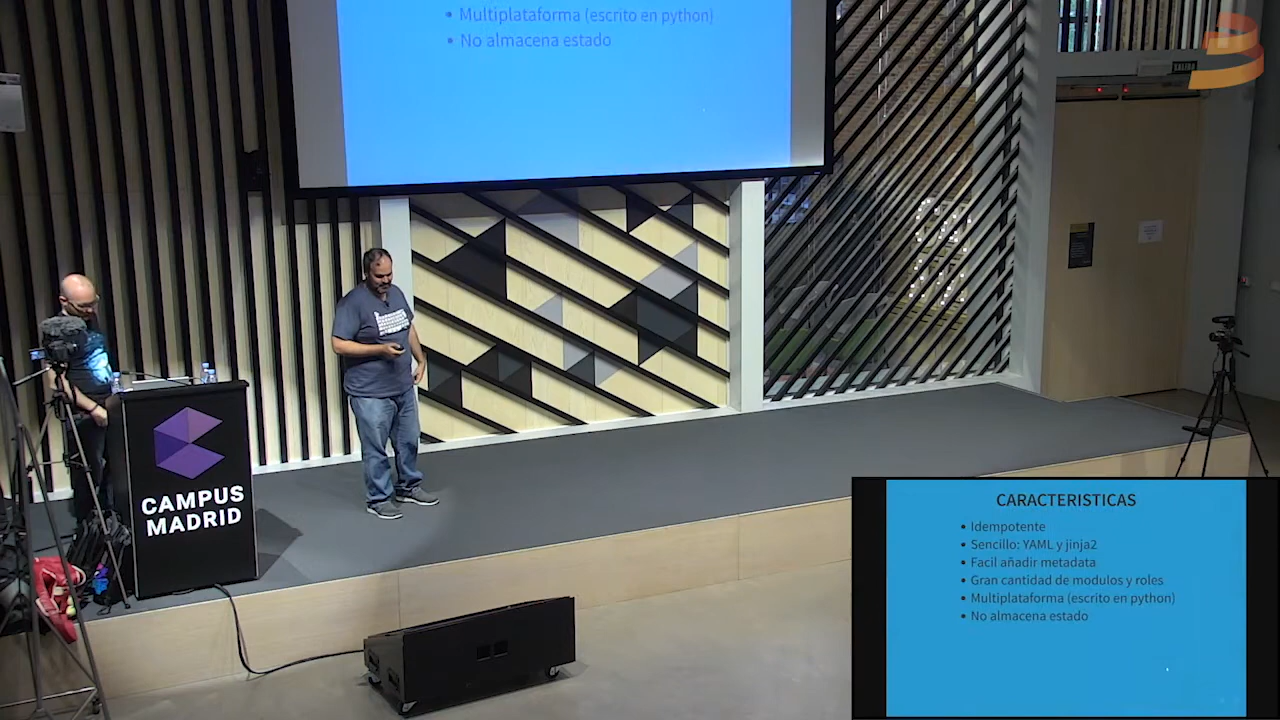 • Multiplataforma (escrito en python)
• No almacena estado
SALIDA
CAMPUS
MADRID
CARACTERISTICAS
• Idempotente
• Sencillo: YAML y jinja2
• Facil añadir metadata
• Gran cantidad de modulos y roles
• Multiplataforma (escrito en python)
• No almacena estado